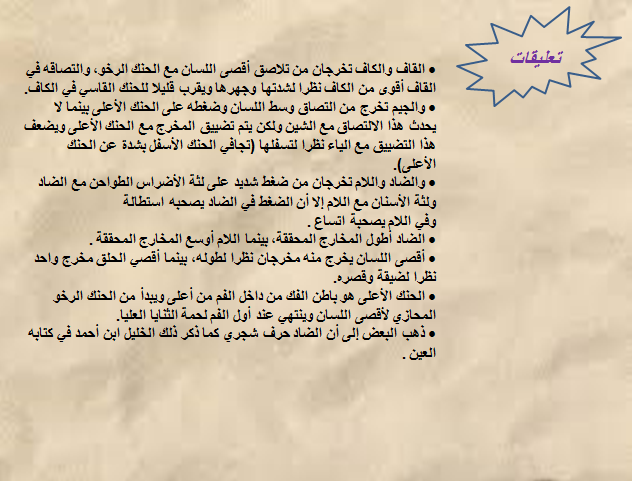 تعليقات
● القاف والكاف تخرجان من تلاصق أقصى اللسان مع الحنك الرخو، والتصاقه في
القاف أقوى من الكاف نظرا لشدتها وجهرها ويقرب قليلا للحنك القاسي في الكاف.
● والجيم تخرج من التصاق وسط اللسان وضغطه على الحنك الأعلى بينما لا
يحدث هذا الالتصاق مع الشين ولكن يتم تضييق المخرج مع الحنك الأعلى ويضعف
هذا التضييق مع الياء نظرا لتسفلها (تجافي الحنك الأسفل بشدة عن الحنك
الأعلى).
● والضاد واللام تخرجان من ضغط شديد على لثة الأضراس الطواحن مع الضاد
ولثة الأسنان مع اللام إلا أن الضغط في الضاد يصحبه استطالة
وفي اللام يصحبة اتساع .
● الضاد أطول المخارج المحققة، بينما اللام أوسع المخارج المحققة .
● أقصى اللسان يخرج منه مخرجان نظرا لطوله، بينما أقصي الحلق مخرج واحد
نظرا لضيقة وقصره.
● الحنك الأعلى هو باطن الفك من داخل الفم من أعلى ويبدأ من الحنك الرخو
المحازي لأقصى اللسان وينتهي عند أول الفم لحمة الثنايا العليا.
● ذهب البعض إلى أن الضاد حرف شجري كما ذكر ذلك الخليل ابن أحمد في كتابه
العين .